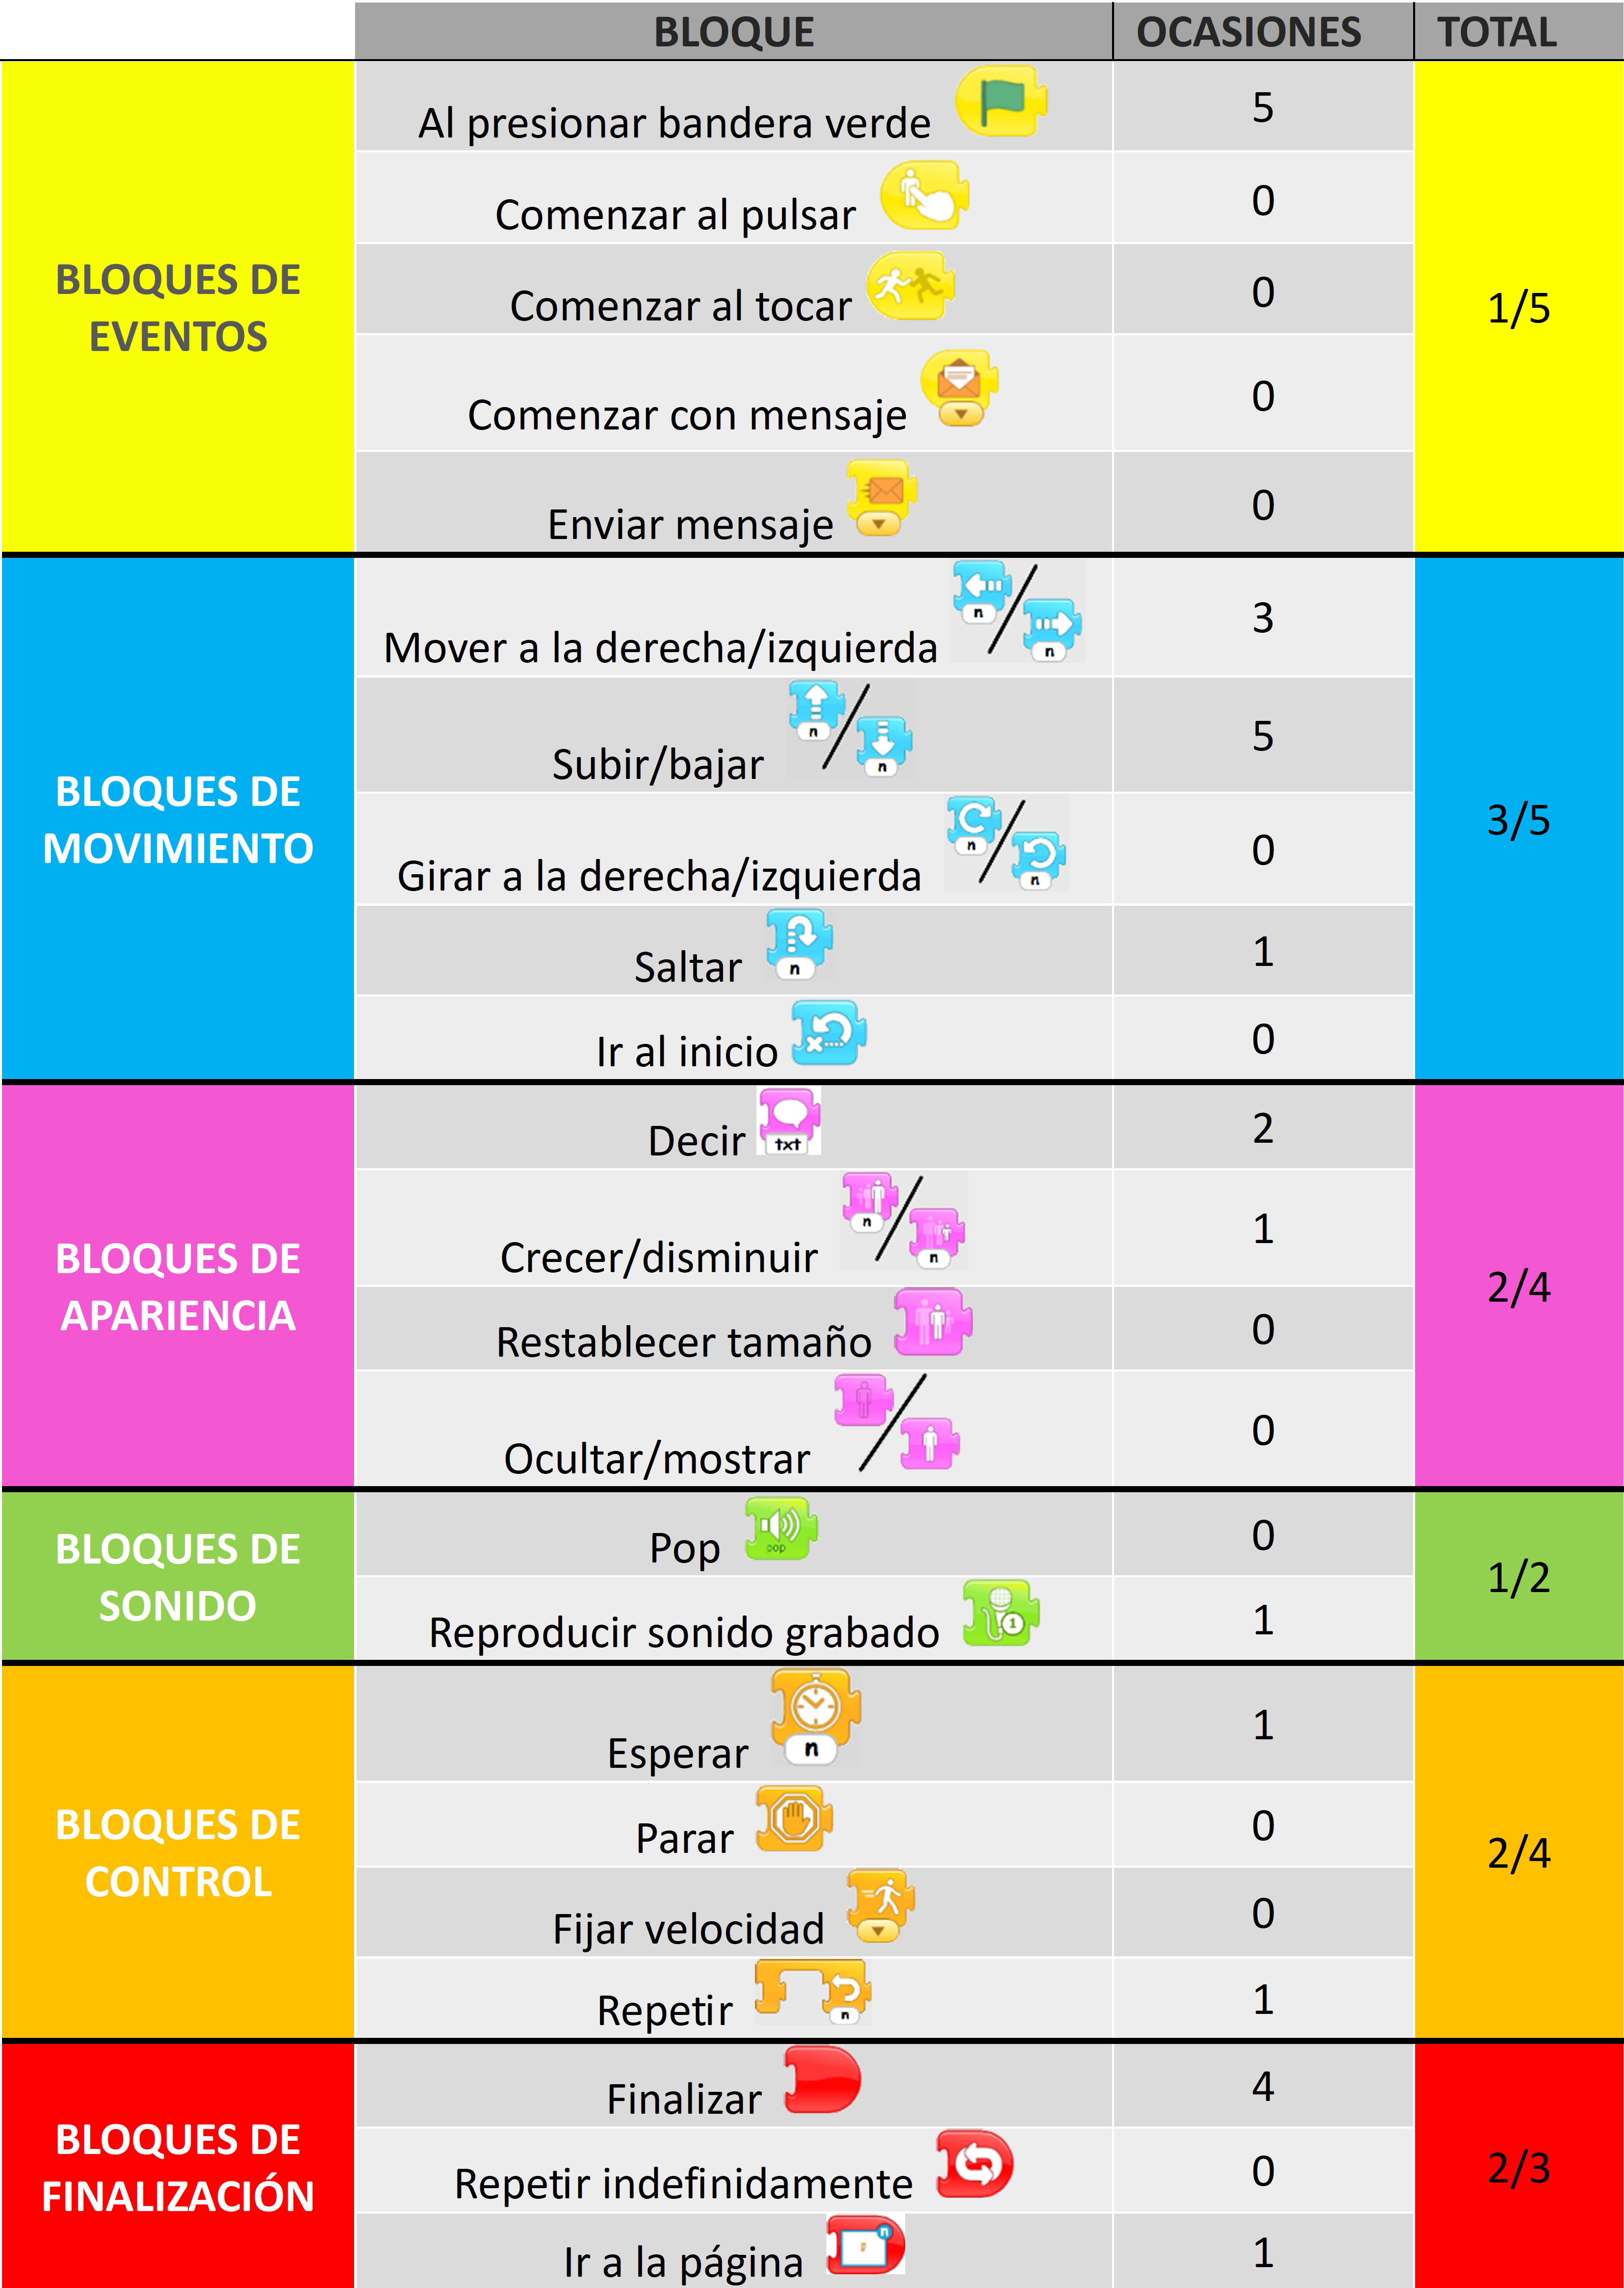 BLOQUE OCASIONES TOTAL
BLOQUES DE
EVENTOS
Al presionar bandera verde 5
Comenzar al pulsar 0
Comenzar al tocar 0
Comenzar con mensaje 0
Enviar mensaje 0
1/5
BLOQUES DE
MOVIMIENTO
Mover a la derecha/izquierda n n 3
Subir/bajar n n 5
Girar a la derecha/izquierda n n 0
Saltar n 1
Ir al inicio 0
3/5
BLOQUES DE
APARIENCIA
Decir txt 2
Crecer/disminuir n n 1
Restablecer tamaño 0
Ocultar/mostrar 0
2/4
BLOQUES DE
SONIDO
Pop pop 0
Reproducir sonido grabado 1 1
1/2
BLOQUES DE
CONTROL
Esperar n 1
Parar 0
Fijar velocidad 0
Repetir n 1
2/4
BLOQUES DE
FINALIZACIÓN
Finalizar 4
Repetir indefinidamente 0
Ir a la página n 1
2/3